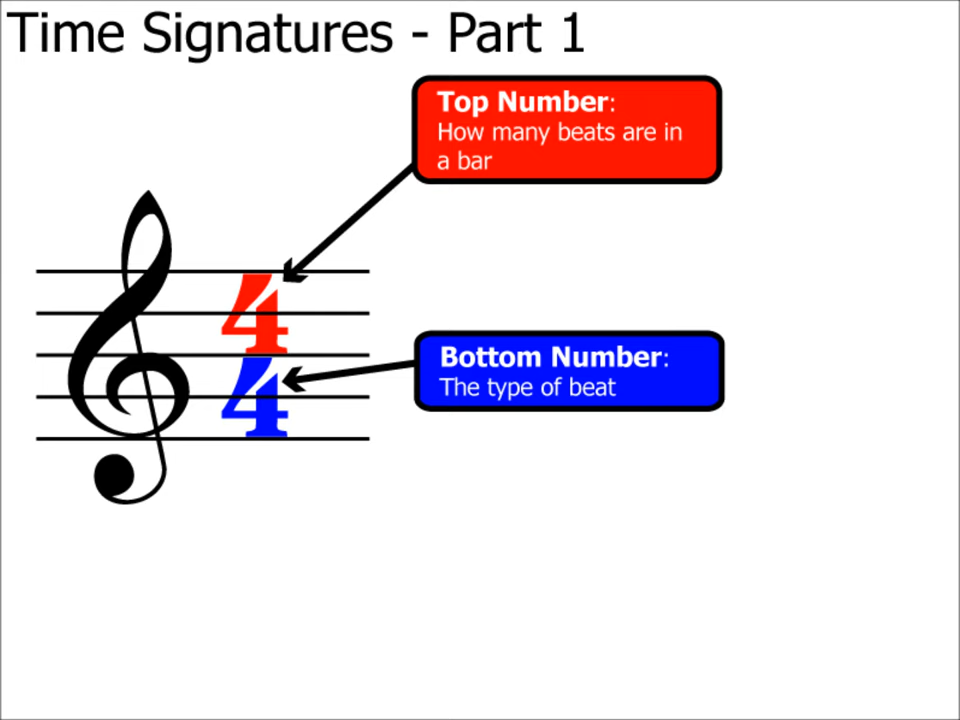 Time Signatures - Part 1
Top Number:
How many beats are in
a bar
4
4
Bottom Number:
The type of beat